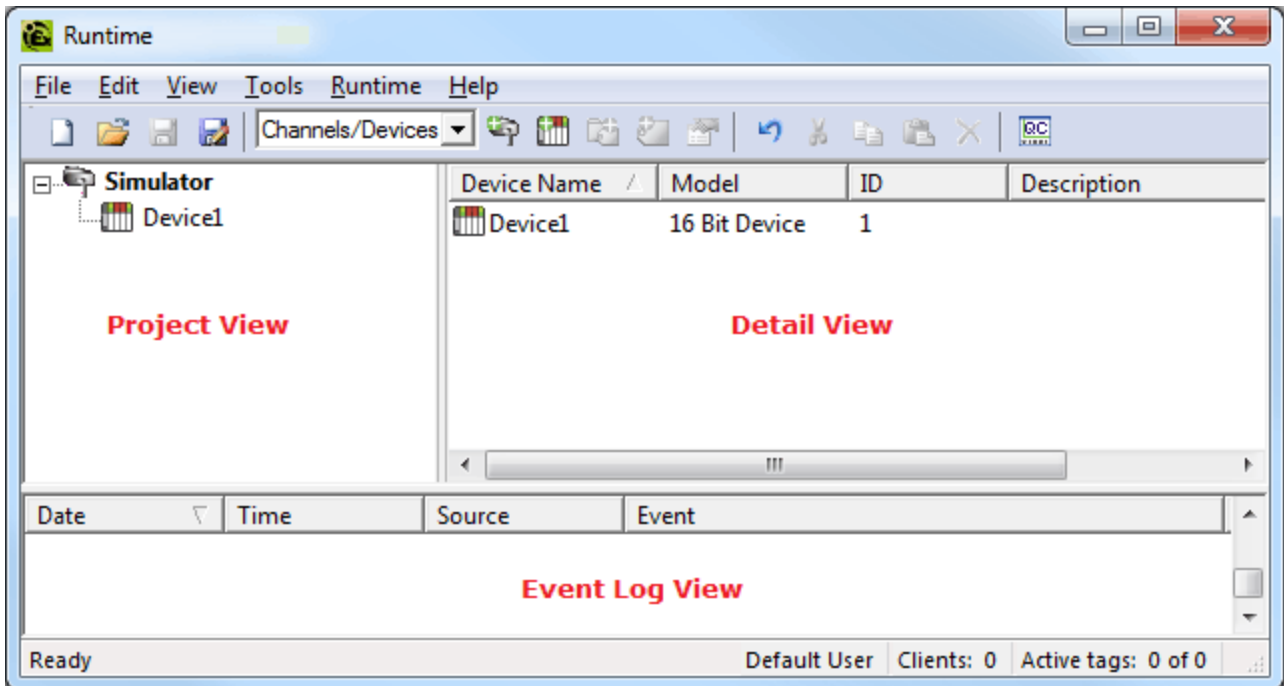 Runtime
File Edit View Tools Runtime Help
Channels/Devices
QC
Simulator
Device1
Device Name Model ID Description
Device1 16 Bit Device 1
Project View
Detail View
Date Time Source Event
Event Log View
Ready Default User Clients: 0 Active tags: 0 of 0